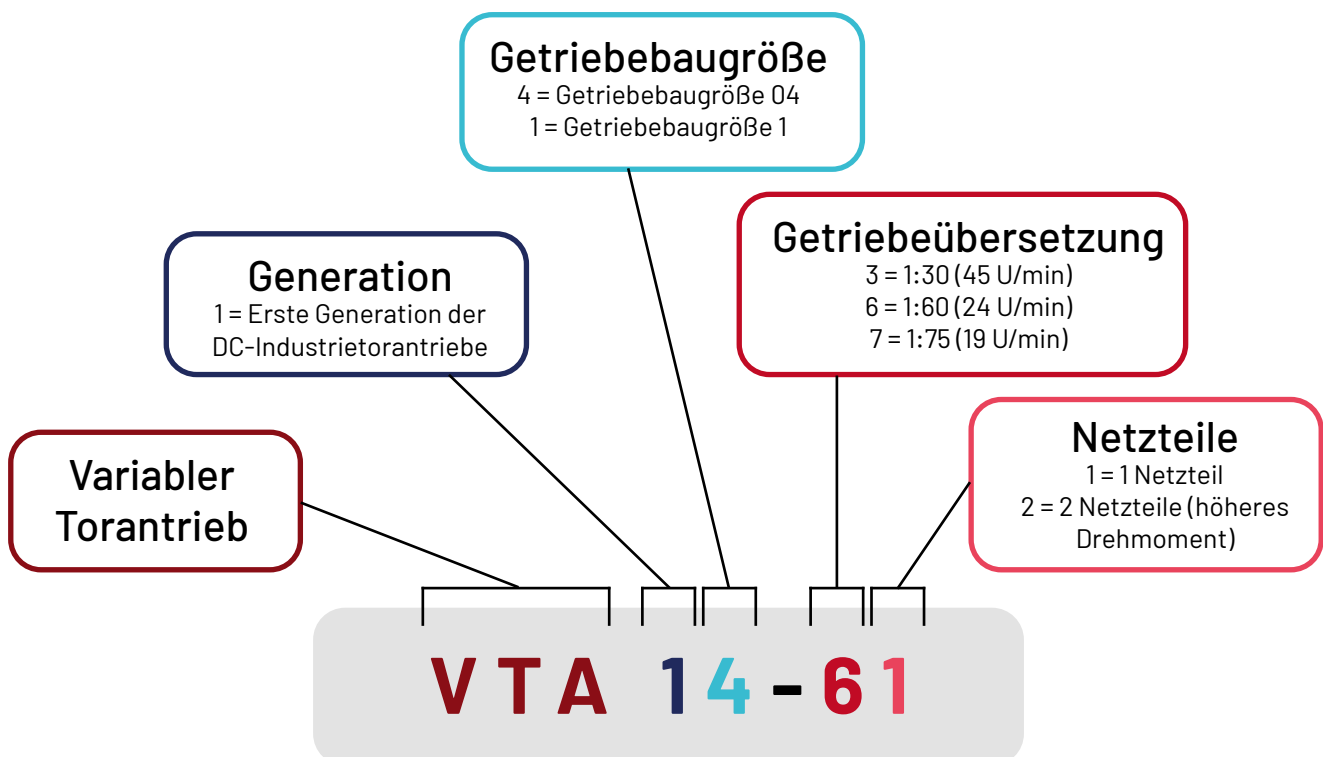 Getriebebaugröße
4 = Getriebebaugröße 04
1 = Getriebebaugröße 1
Generation
1 = Erste Generation der
DC-Industrietorantriebe
Getriebeübersetzung
3 = 1:30 (45 U/min)
6 = 1:60 (24 U/min)
7 = 1:75 (19 U/min)
Variabler
Torantrieb
Netzteile
1 = 1 Netzteil
2 = 2 Netzteile (höheres
Drehmoment)
VTA 14-61